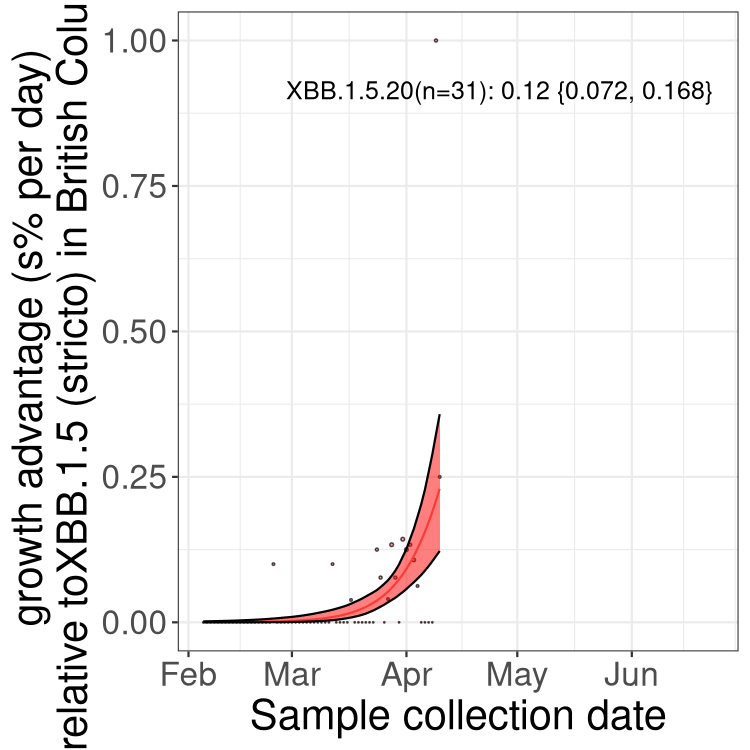 growth advantage (s% per day)
relative toXBB.1.5 (stricto) in British Colu
1.00
0.75
0.50
0.25
0.00
XBB.1.5.20(n=31): 0.12 {0.072, 0.168}
Feb Mar Apr May Jun
Sample collection date